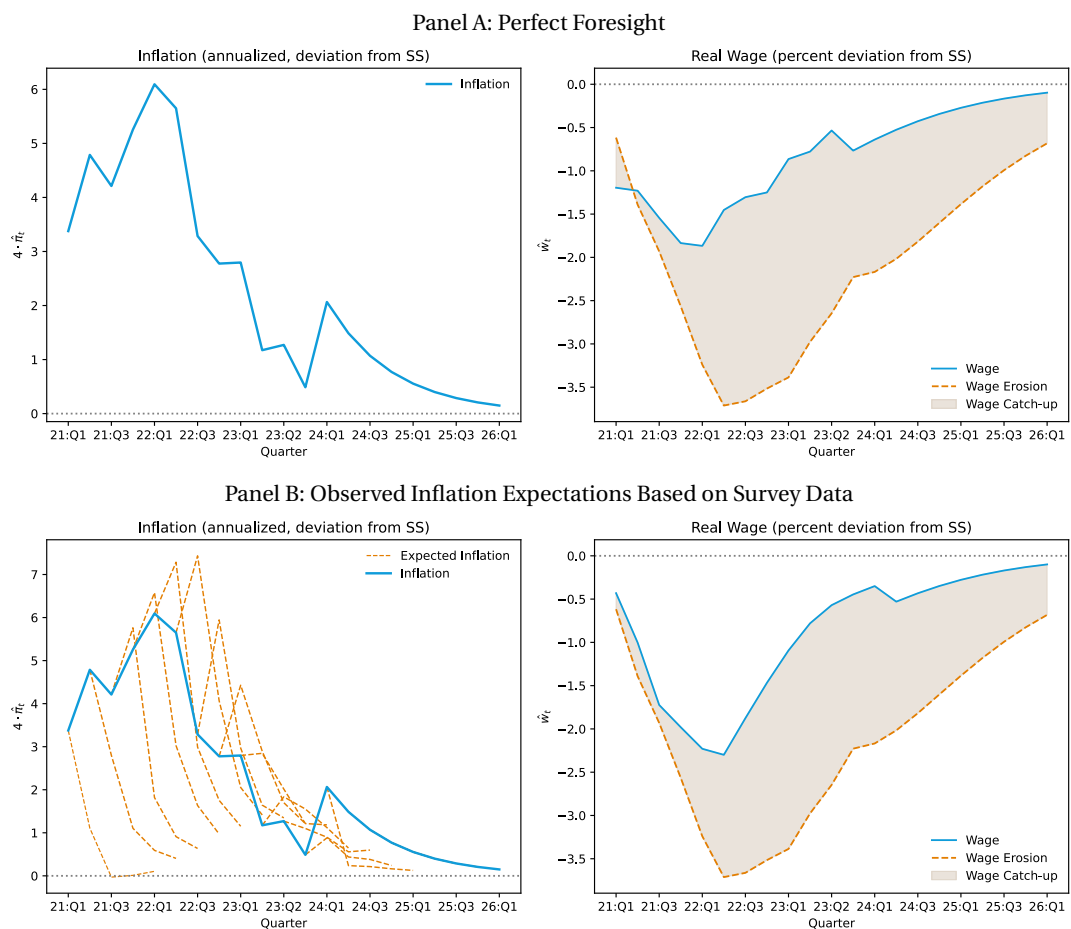 Panel A: Perfect Foresight
Inflation (annualized, deviation from SS)
6
5
4
3
2
1
0
4 · π̂ₜ
Inflation
21:Q1 21:Q3 22:Q1 22:Q3 23:Q1 23:Q2 24:Q1 25:Q1 25:Q3 26:Q1
Quarter
Real Wage (percent deviation from SS)
0.0
−0.5
−1.0
−1.5
−2.0
−2.5
−3.0
−3.5
ŵₜ
Wage
Wage Erosion
Wage Catch-up
21:Q1 21:Q3 22:Q1 22:Q3 23:Q1 23:Q2 24:Q1 25:Q1 25:Q3 26:Q1
Quarter
Panel B: Observed Inflation Expectations Based on Survey Data
Inflation (annualized, deviation from SS)
7
6
5
4
3
2
1
0
4 · π̂ₜ
Expected Inflation
Inflation
21:Q1 21:Q3 22:Q1 22:Q3 23:Q1 23:Q2 24:Q1 25:Q1 25:Q3 26:Q1
Quarter
Real Wage (percent deviation from SS)
0.0
−0.5
−1.0
−1.5
−2.0
−2.5
−3.0
−3.5
ŵₜ
Wage
Wage Erosion
Wage Catch-up
21:Q1 21:Q3 22:Q1 22:Q3 23:Q1 23:Q2 24:Q1 25:Q1 25:Q3 26:Q1
Quarter